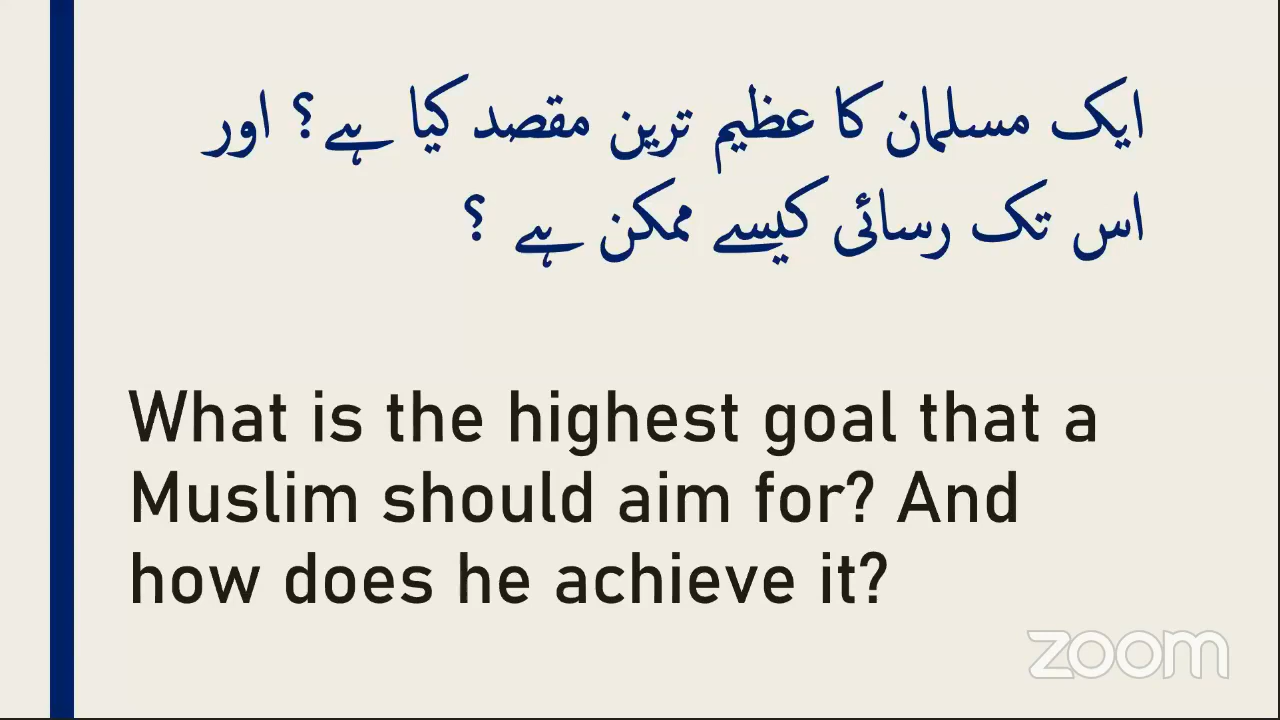 ایک مسلمان کا عظیم ترین مقصد کیا ہے؟ اور
اس تک رسائی کیسے ممکن ہے ؟
What is the highest goal that a
Muslim should aim for? And
how does he achieve it?
zoom